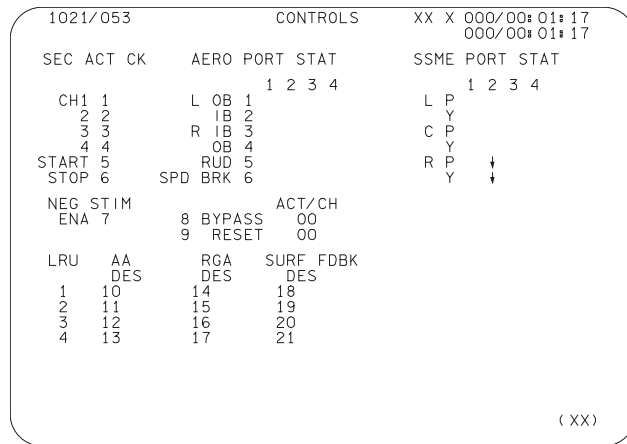 1021/053 CONTROLS XX X 000/00:01:17
000/00:01:17
SEC ACT CK AERO PORT STAT SSME PORT STAT
1 2 3 4 1 2 3 4
CH1 1 L OB 1 L P
2 2 IB 2 Y
3 3 R IB 3 C P
4 4 OB 4 Y
START 5 RUD 5 R P ↓
STOP 6 SPD BRK 6 Y ↓
NEG STIM ACT/CH
ENA 7 8 BYPASS 00
9 RESET 00
LRU AA RGA SURF FDBK
DES DES DES
1 10 14 18
2 11 15 19
3 12 16 20
4 13 17 21
(XX)